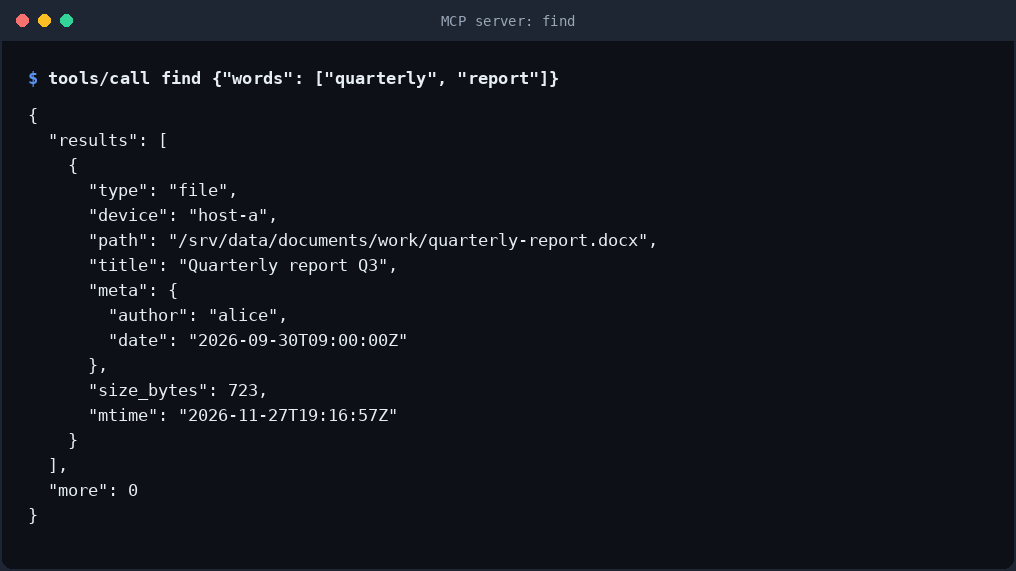 MCP server: find
$ tools/call find {"words": ["quarterly", "report"]}
{
  "results": [
    {
      "type": "file",
      "device": "host-a",
      "path": "/srv/data/documents/work/quarterly-report.docx",
      "title": "Quarterly report Q3",
      "meta": {
        "author": "alice",
        "date": "2026-09-30T09:00:00Z"
      },
      "size_bytes": 723,
      "mtime": "2026-11-27T19:16:57Z"
    }
  ],
  "more": 0
}